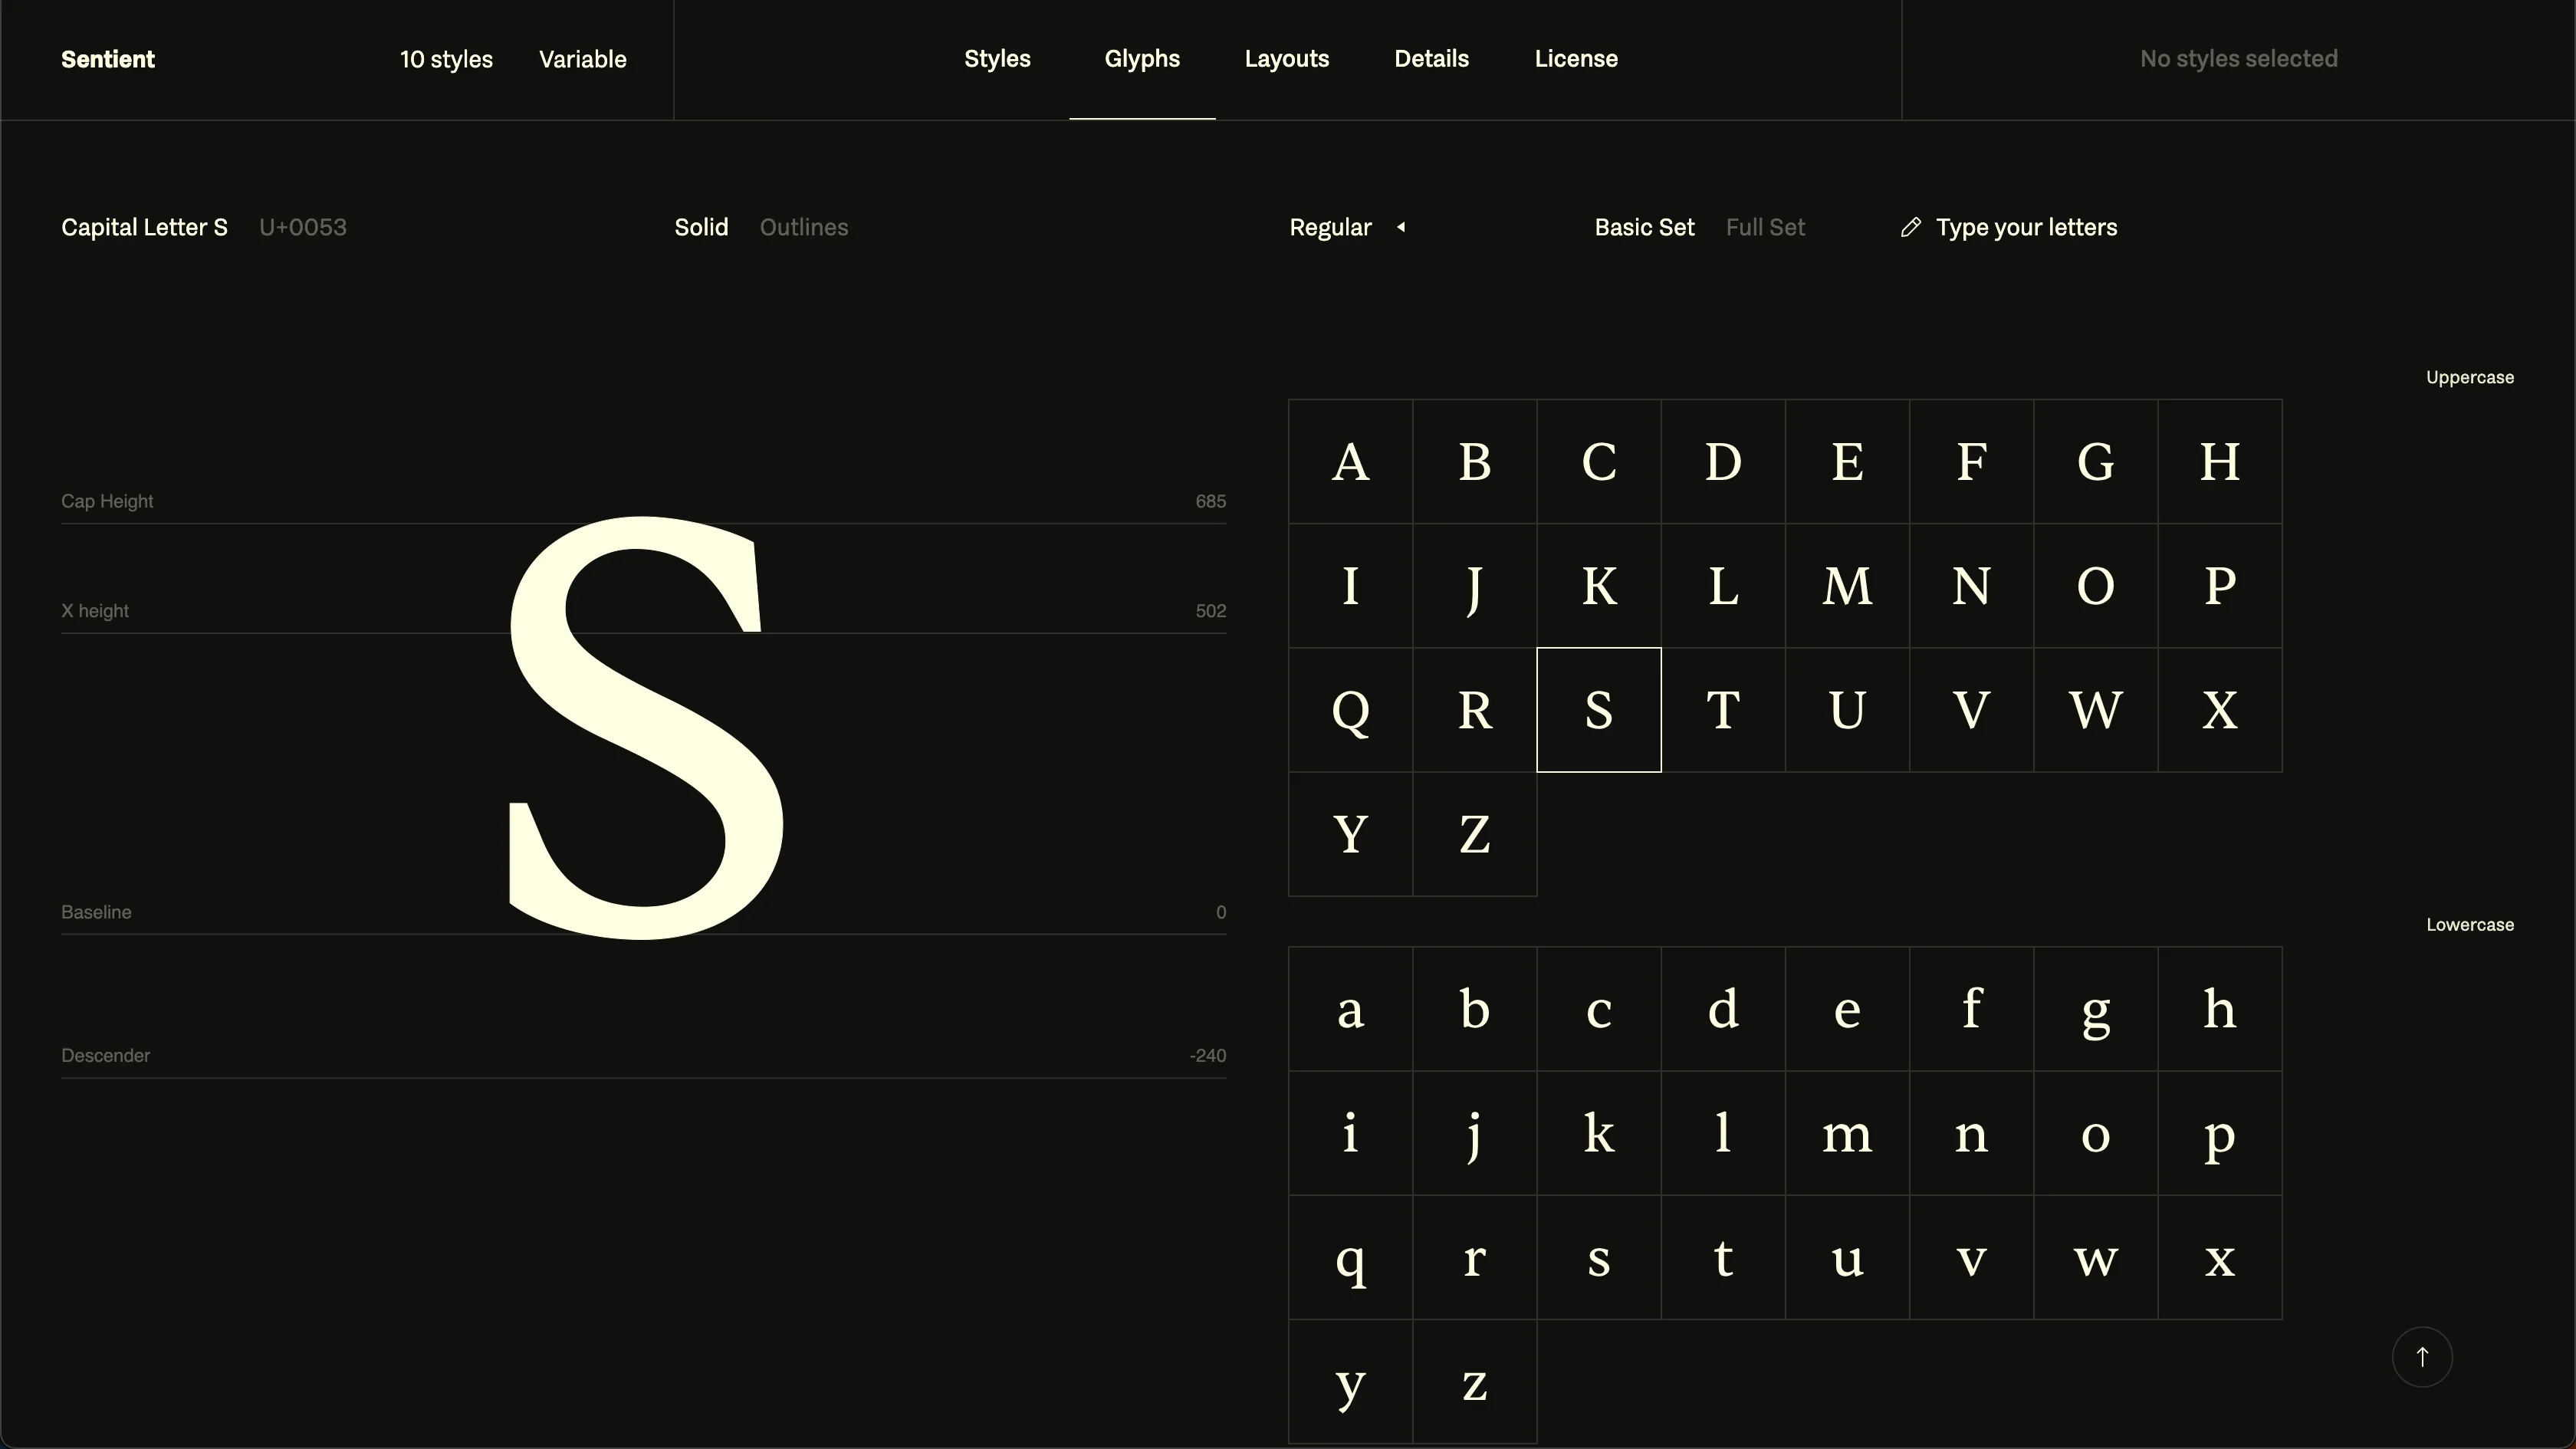 Sentient 10 styles Variable Styles Glyphs Layouts Details License No styles selected
Capital Letter S U+0053 Solid Outlines Regular Basic Set Full Set Type your letters
Cap Height 685
X height 502
S
Baseline 0
Descender -240
Uppercase
A B C D E F G H
I J K L M N O P
Q R S T U V W X
Y Z
Lowercase
a b c d e f g h
i j k l m n o p
q r s t u v w x
y z